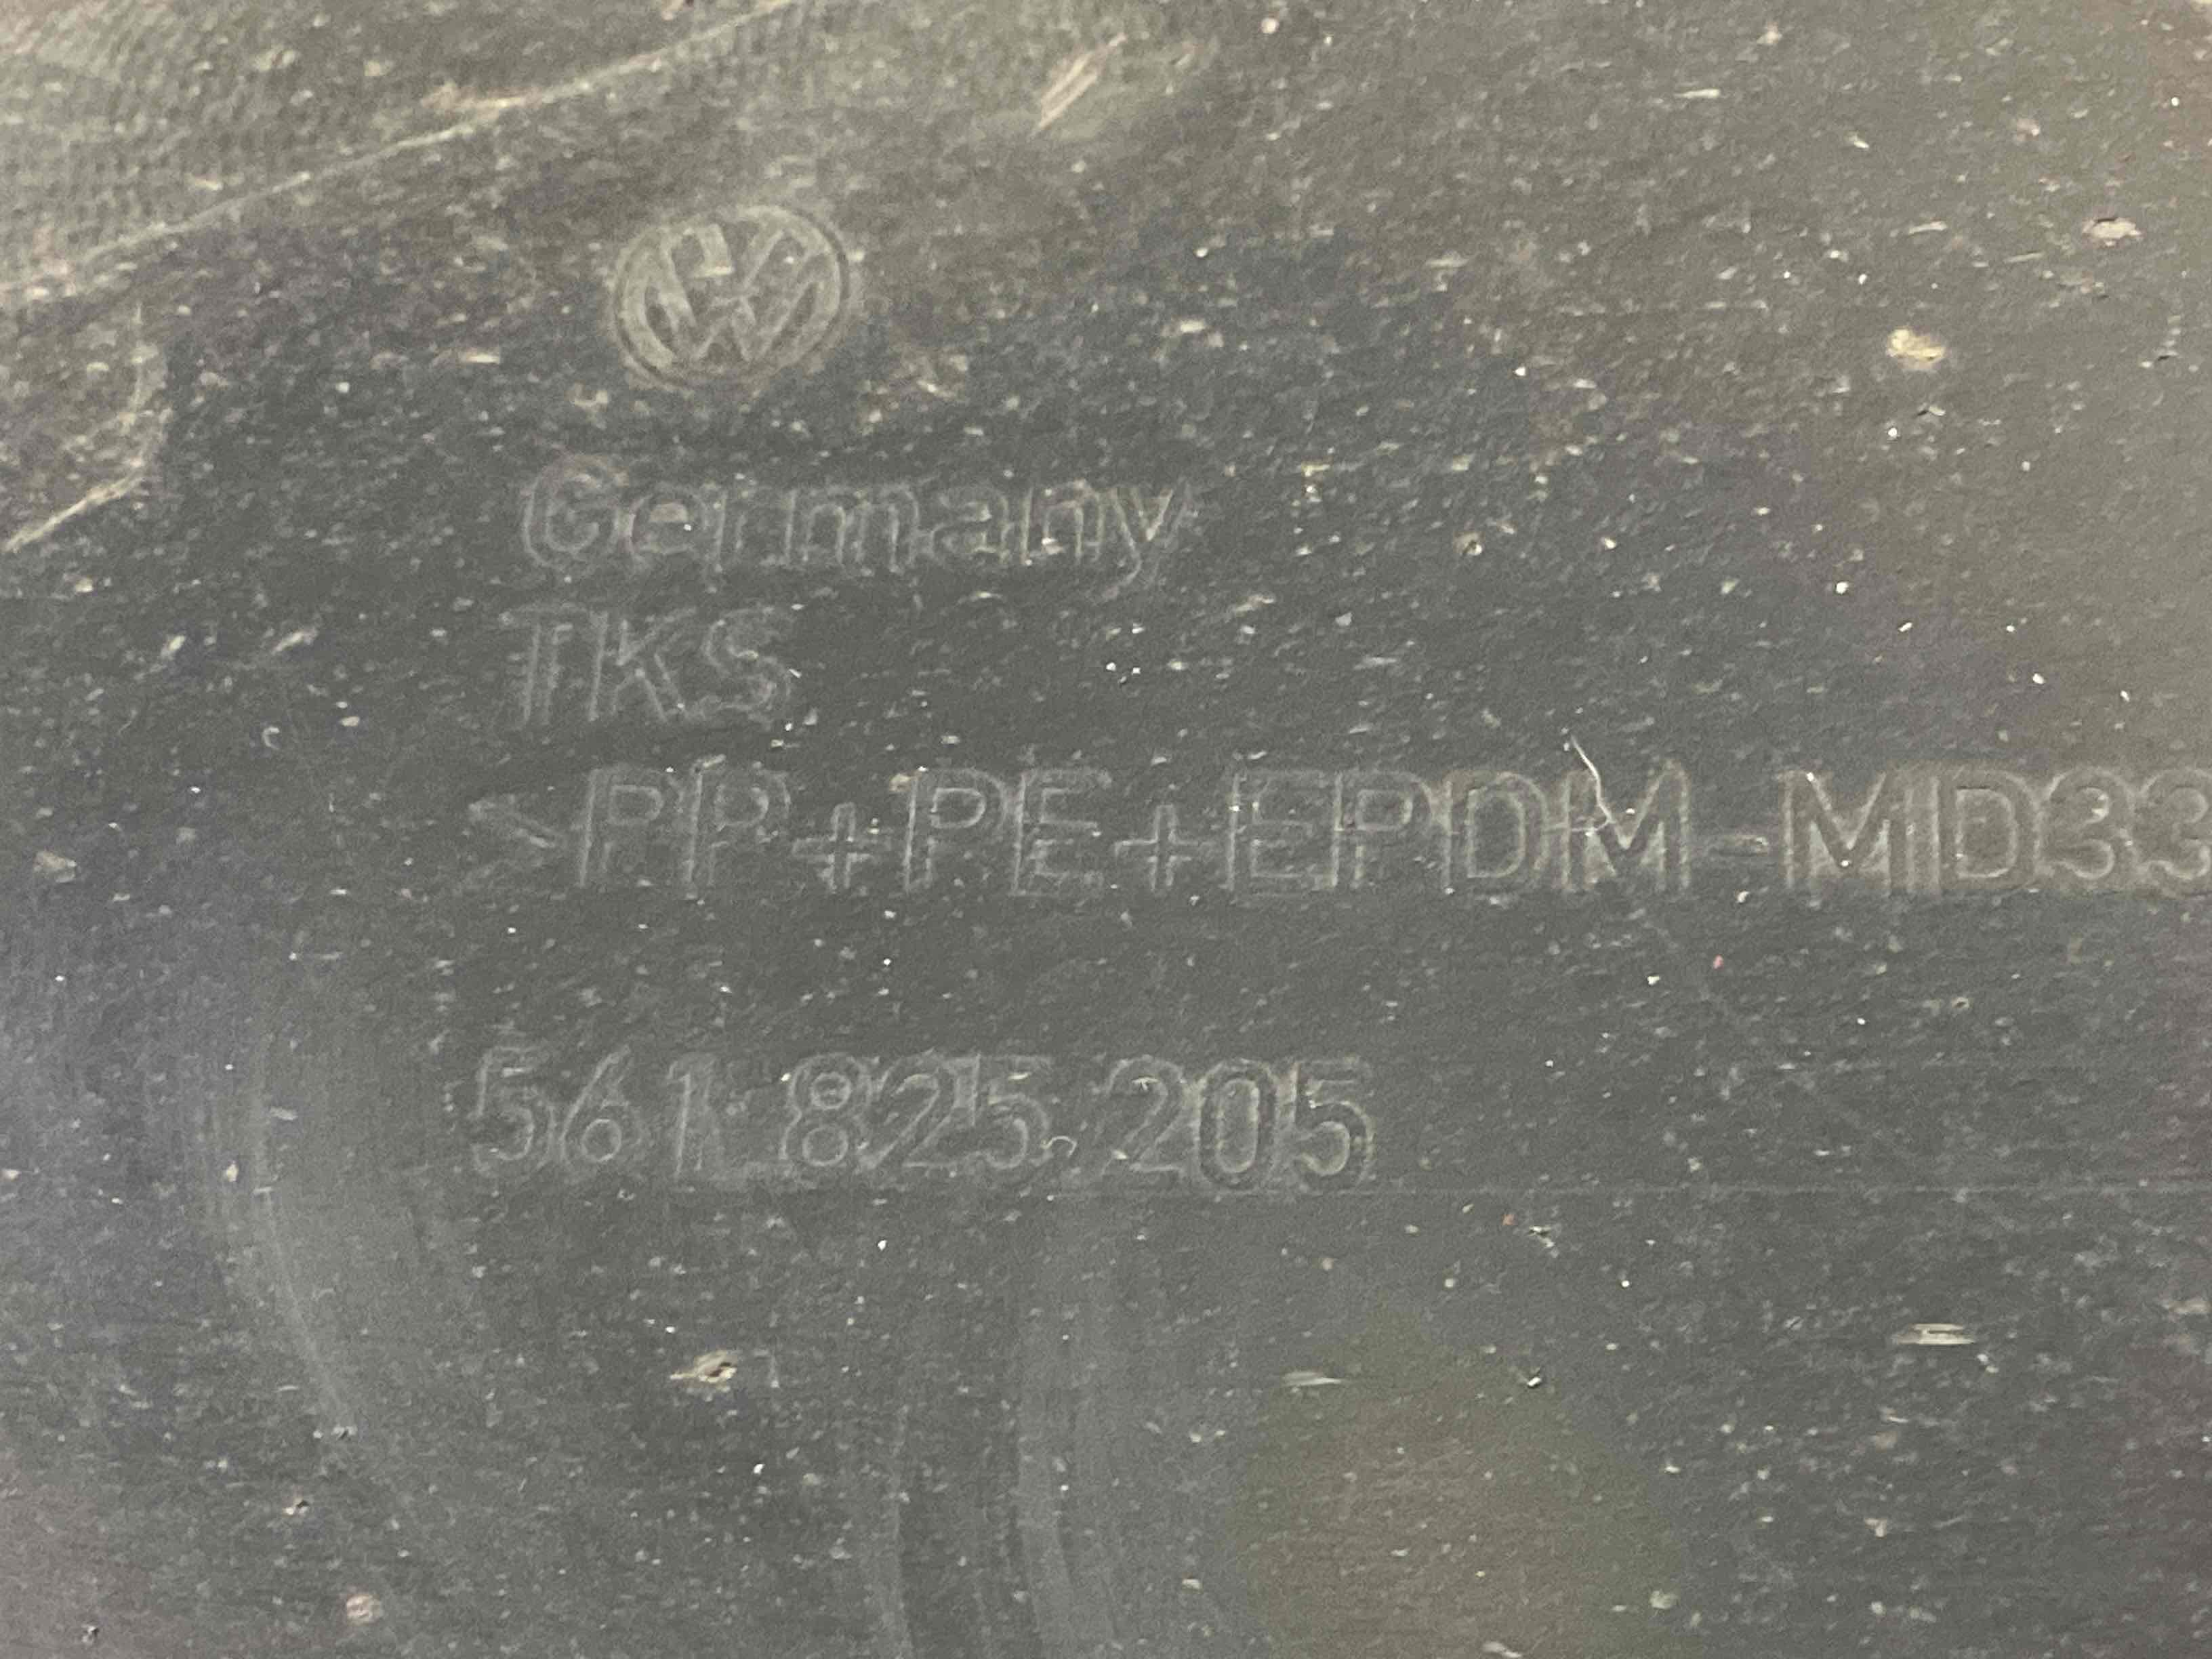 Germany
TKS
<PP+PE+EPDM-MD33
561.825.205